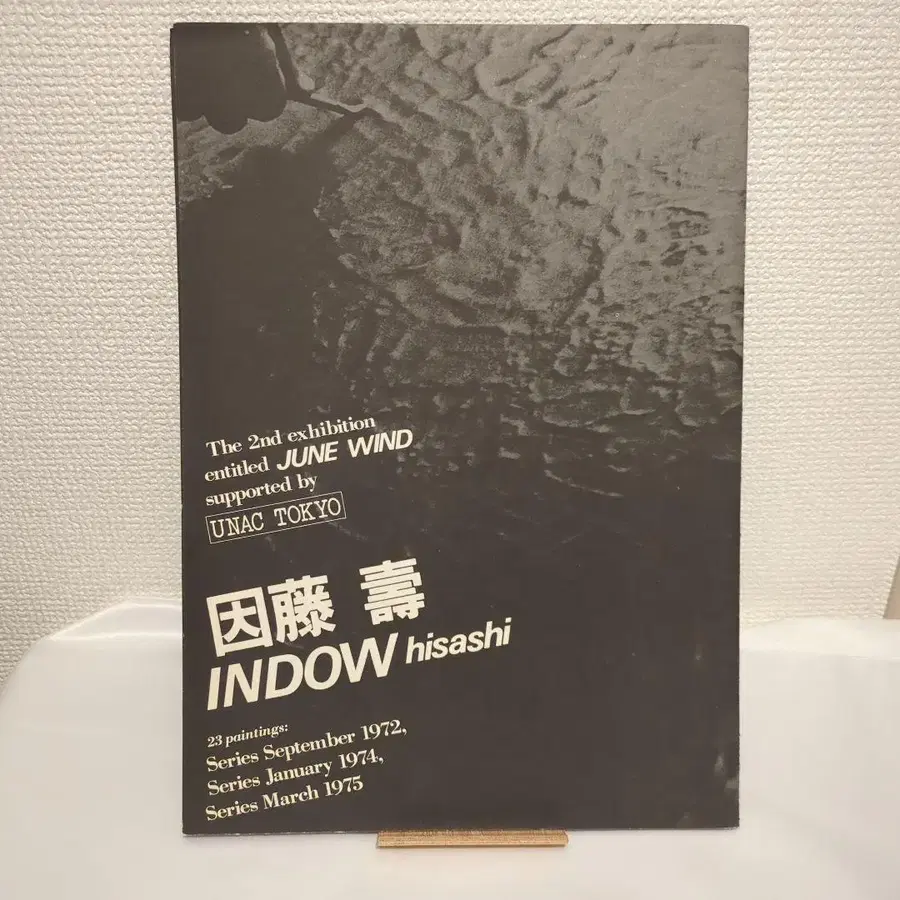 The 2nd exhibition
entitled JUNE WIND
supported by
UNAC TOKYO
因藤 壽
INDOW hisashi
23 paintings:
Series September 1972,
Series January 1974,
Series March 1975